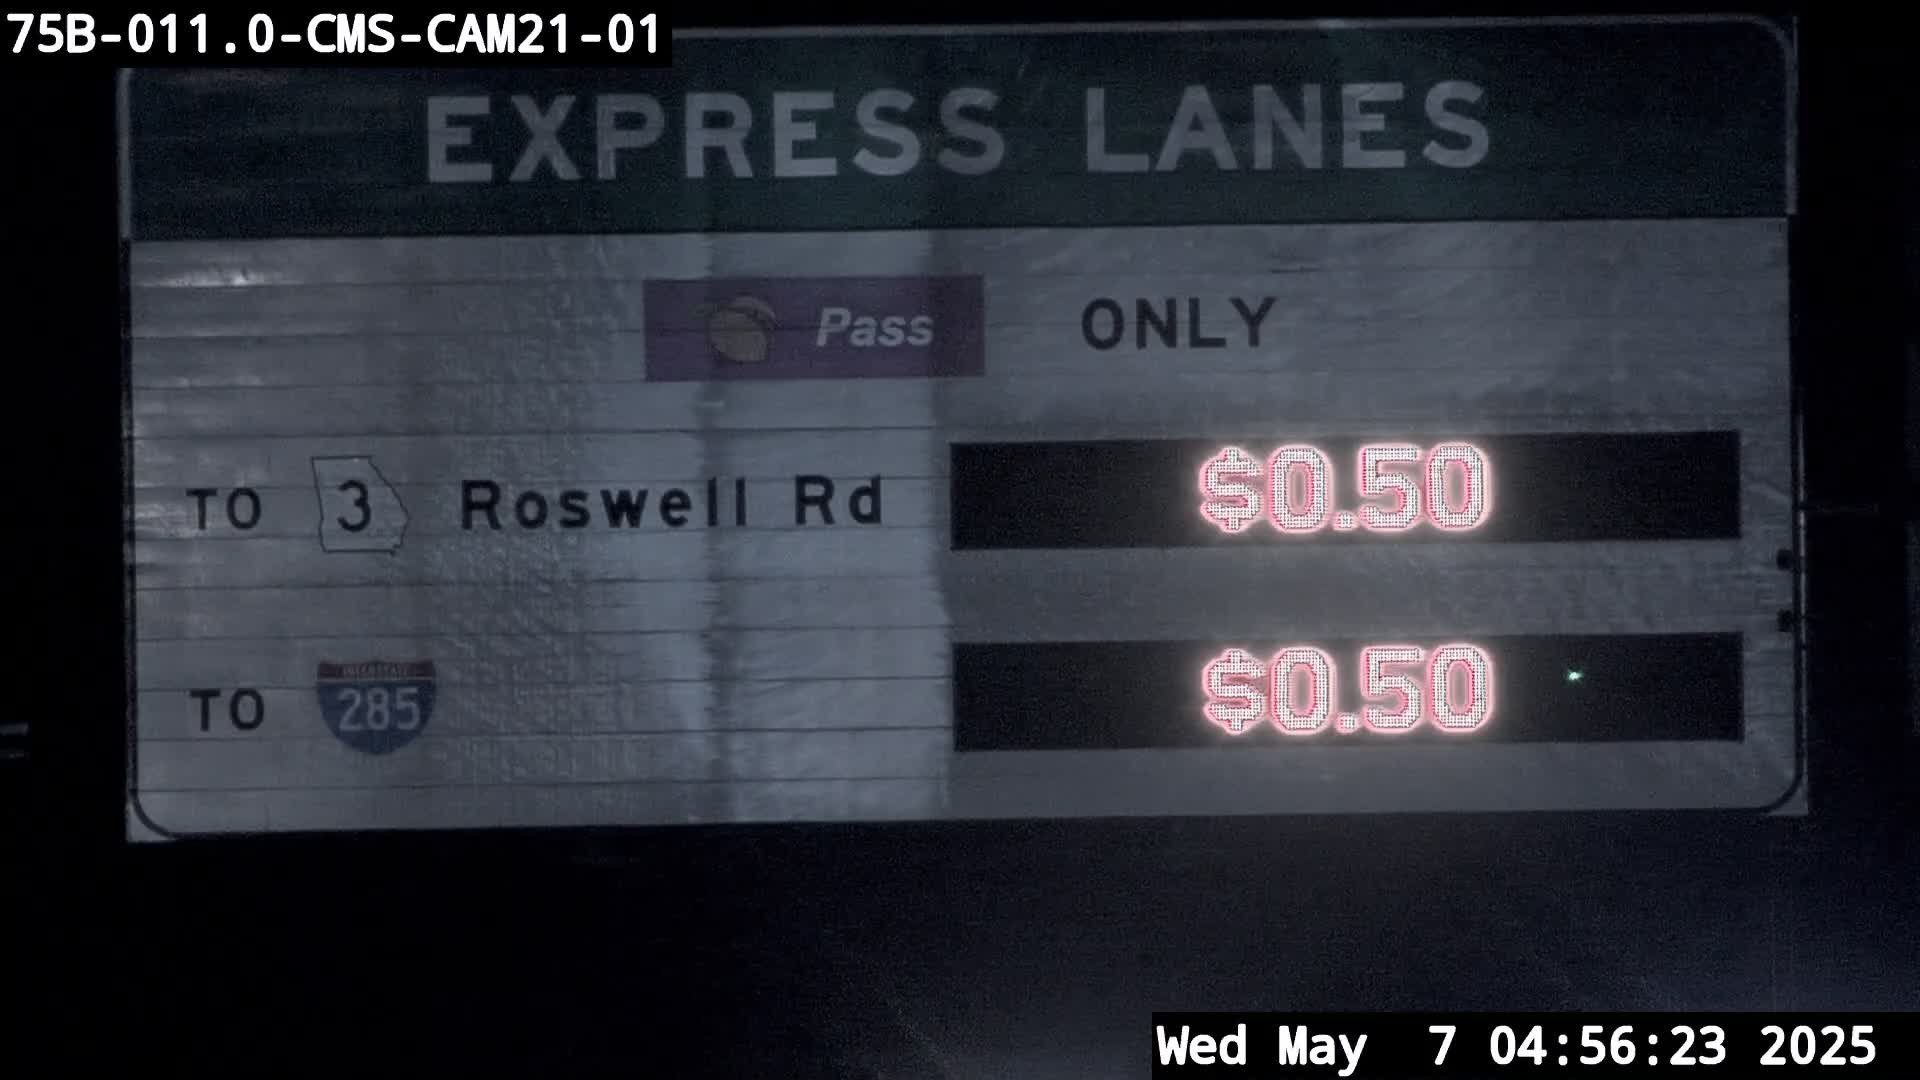 75B-011.0-CMS-CAM21-01
EXPRESS LANES
Pass ONLY
TO 3 Roswell Rd $0.50
TO INTERSTATE 285 $0.50
Wed May 7 04:56:23 2025